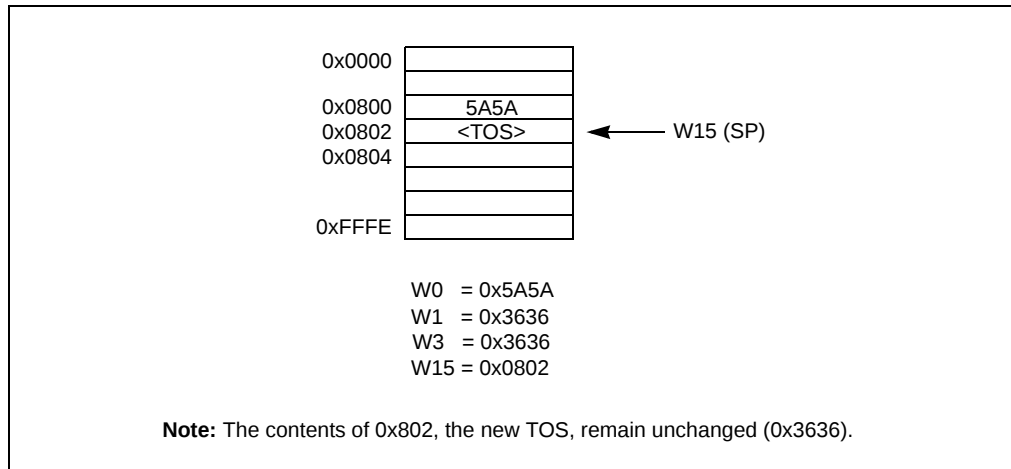 0x0000
0x0800 5A5A
0x0802 <TOS> W15 (SP)
0x0804
0xFFFE
W0 = 0x5A5A
W1 = 0x3636
W3 = 0x3636
W15 = 0x0802
Note: The contents of 0x802, the new TOS, remain unchanged (0x3636).